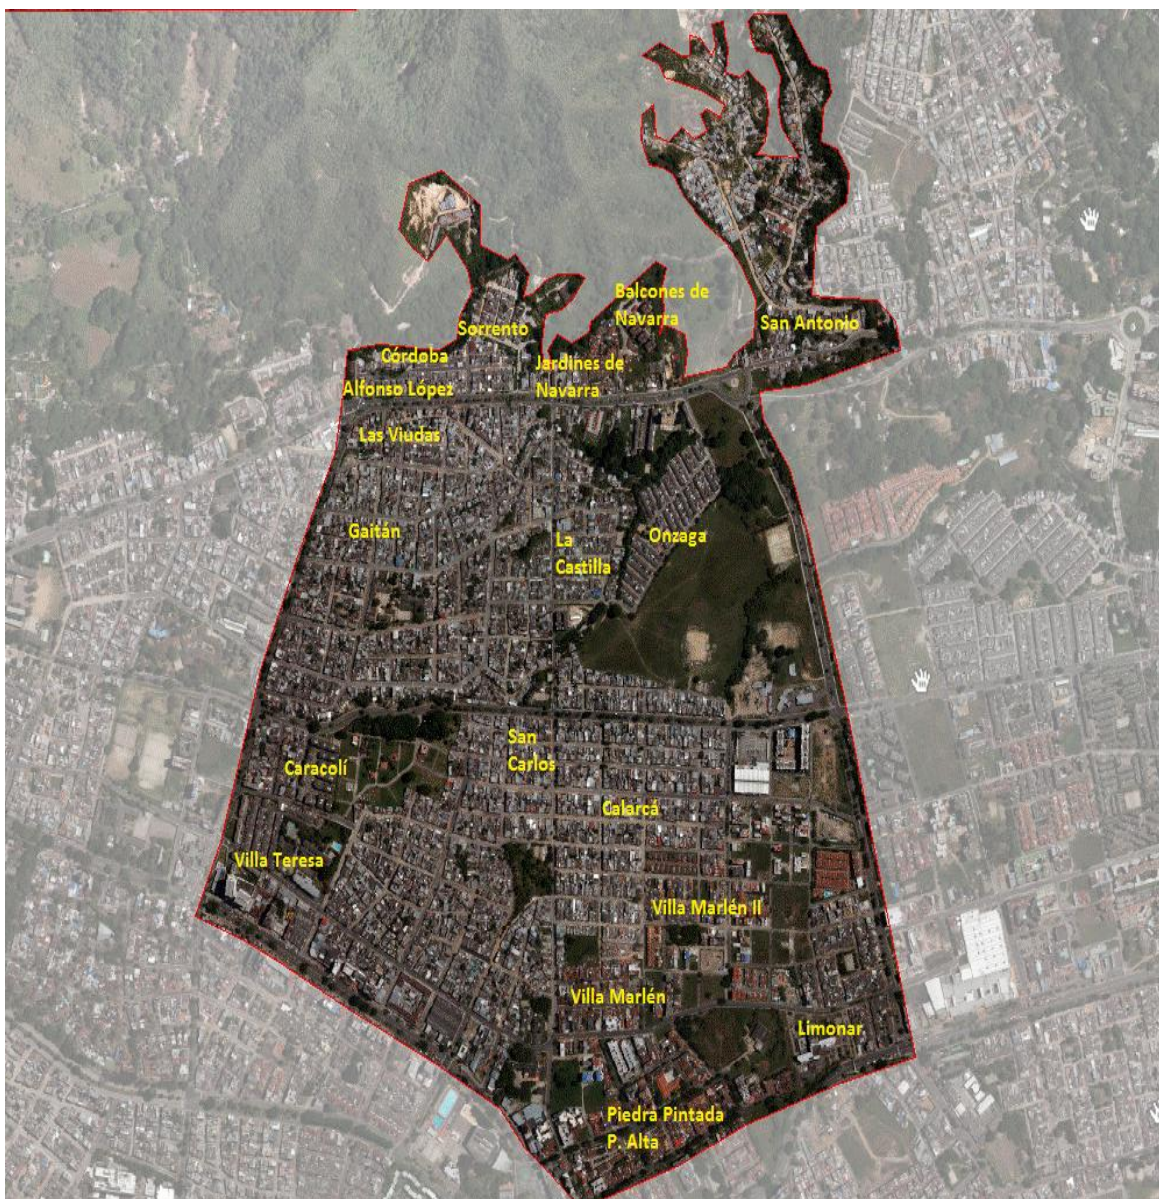 Balcones de
Navarra
San Antonio
Sorrento
Córdoba
Jardines de
Navarra
Alfonso López
Las Viudas
Gaitán
La
Castilla
Onzaga
San
Carlos
Caracolí
Calarcá
Villa Teresa
Villa Marlén II
Villa Marlén
Limonar
Piedra Pintada
P. Alta